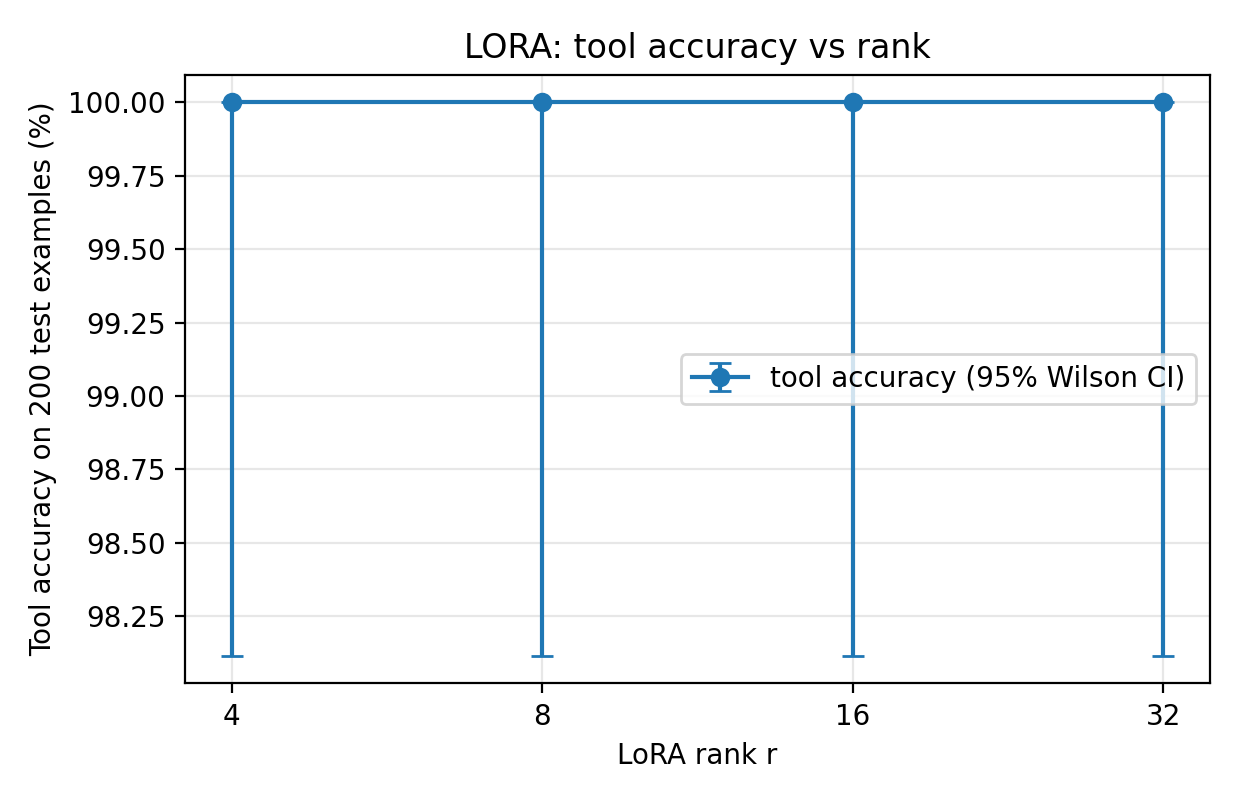 LORA: tool accuracy vs rank
Tool accuracy on 200 test examples (%)
100.00
99.75
99.50
99.25
99.00
98.75
98.50
98.25
tool accuracy (95% Wilson CI)
4 8 16 32
LoRA rank r